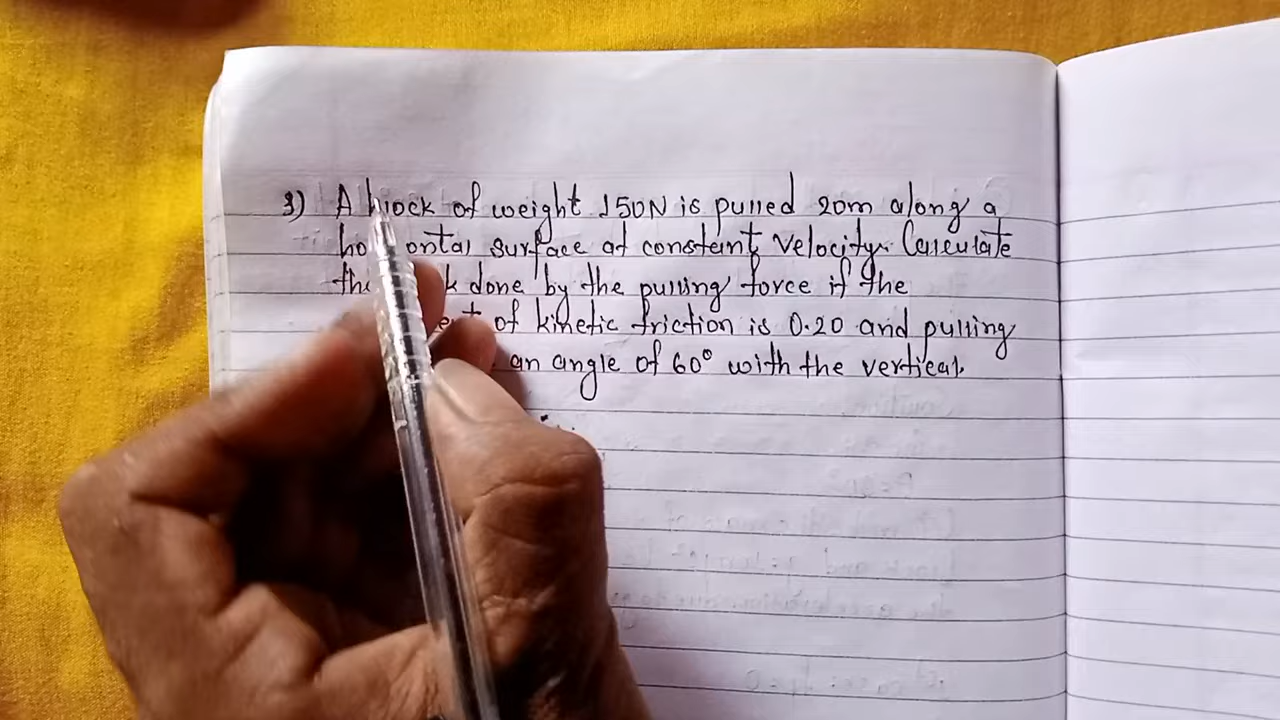 3) A block of weight 150N is pulled 20m along a
ho ontal surface at constant velocity. Calculate
the k done by the pulling force if the
of kinetic friction is 0.20 and pulling
an angle of 60° with the vertical.